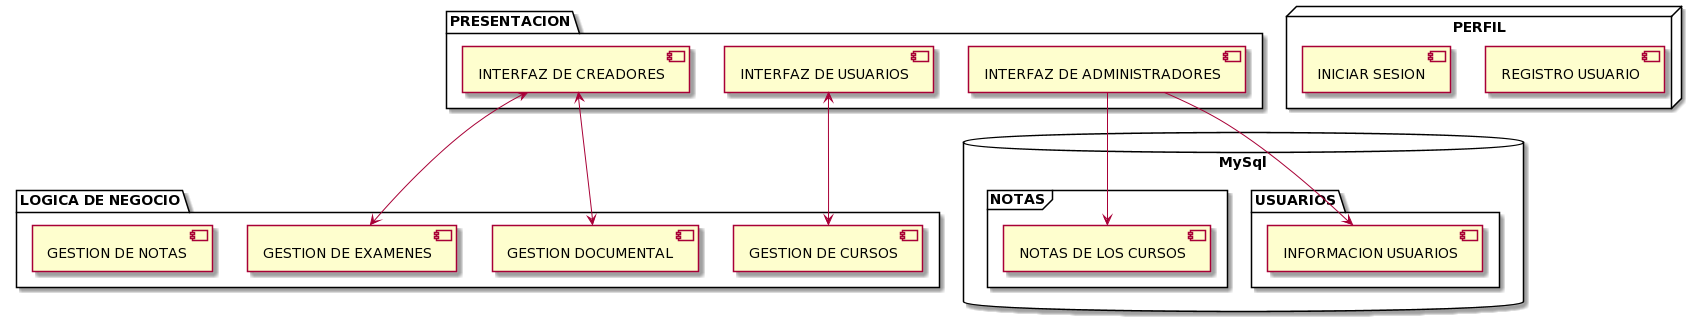 PRESENTACION
INTERFAZ DE CREADORES
INTERFAZ DE USUARIOS
INTERFAZ DE ADMINISTRADORES
PERFIL
INICIAR SESION
REGISTRO USUARIO
LOGICA DE NEGOCIO
GESTION DE NOTAS
GESTION DE EXAMENES
GESTION DOCUMENTAL
GESTION DE CURSOS
MySql
NOTAS
NOTAS DE LOS CURSOS
USUARIOS
INFORMACION USUARIOS